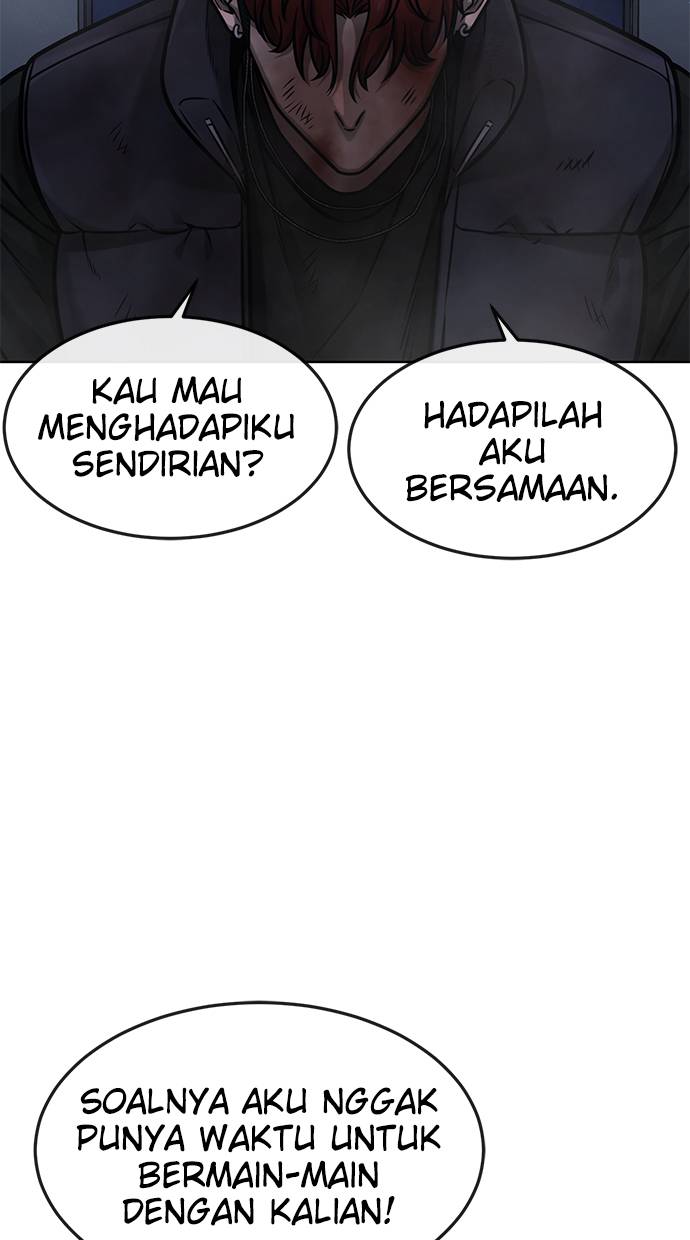 KAU MAU
MENGHADAPIKU
SENDIRIAN?
HADAPILAH
AKU
BERSAMAAN.
SOALNYA AKU NGGAK
PUNYA WAKTU UNTUK
BERMAIN-MAIN
DENGAN KALIAN!